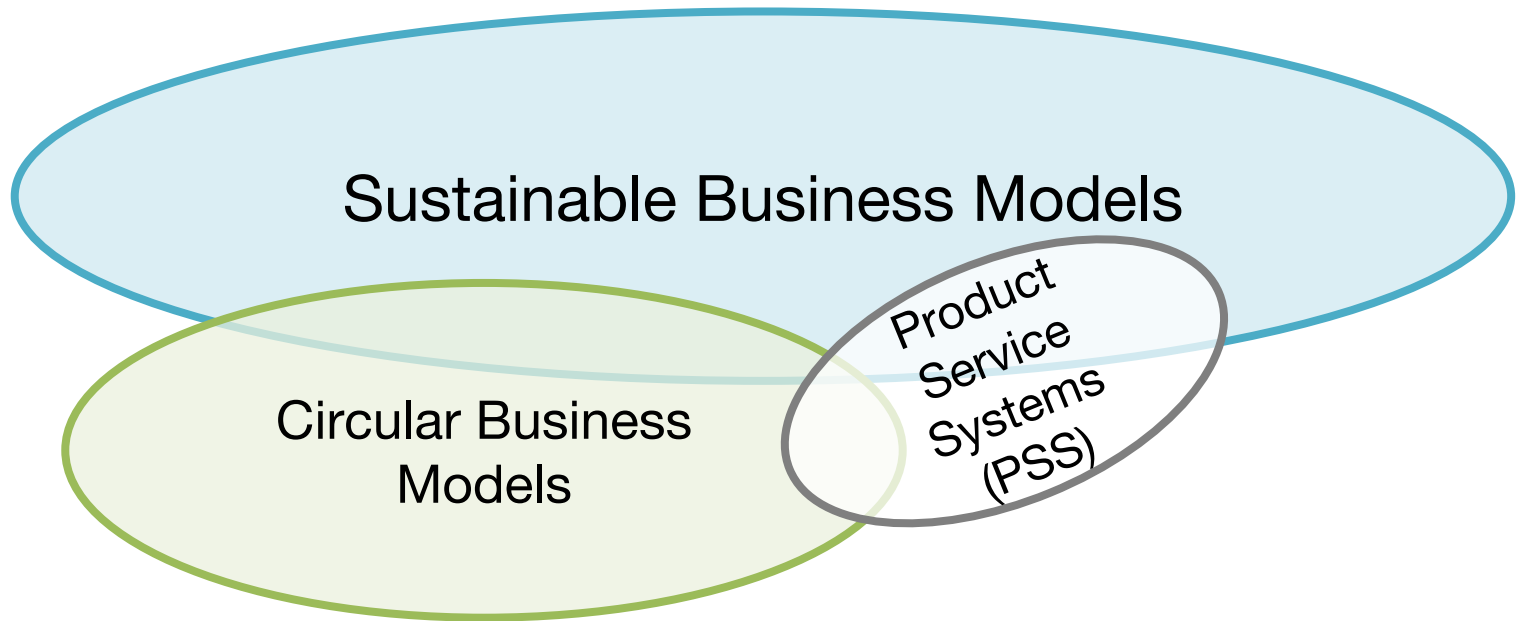 Sustainable Business Models
Circular Business
Models
Product
Service
Systems
(PSS)